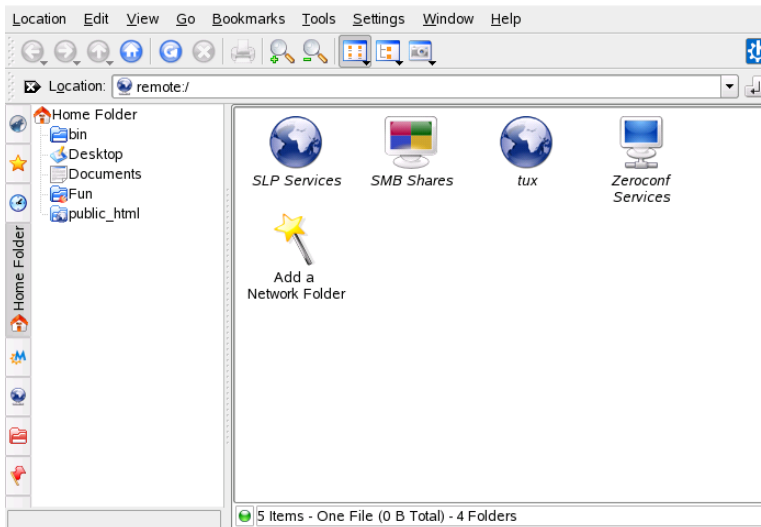 Location Edit View Go Bookmarks Tools Settings Window Help
Location: remote:/
Home Folder
bin
Desktop
Documents
Fun
public_html
Home Folder
SLP Services
SMB Shares
tux
Zeroconf
Services
Add a
Network Folder
5 Items - One File (0 B Total) - 4 Folders